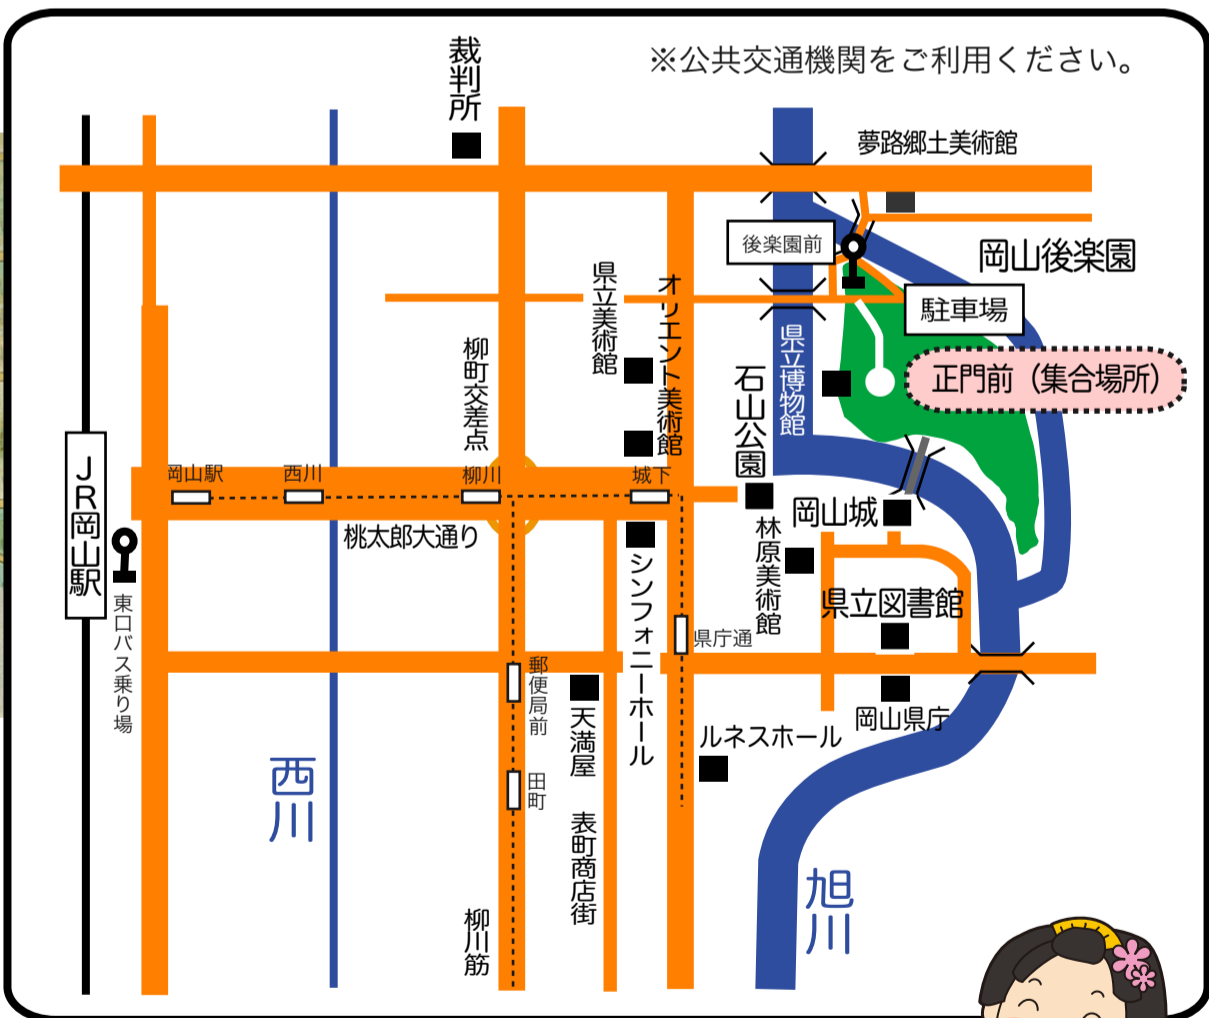 ※公共交通機関をご利用ください。
裁判所
夢路郷土美術館
後楽園前
岡山後楽園
駐車場
県立美術館
オリエント美術館
県立博物館
正門前（集合場所）
柳町交差点
石山公園
JR岡山駅
岡山駅
西川
柳川
城下
桃太郎大通り
岡山城
林原美術館
シンフォニーホール
東口バス乗り場
県立図書館
県庁通
郵便局前
天満屋
岡山県庁
ルネスホール
西川
田町
表町商店街
旭川
柳川筋